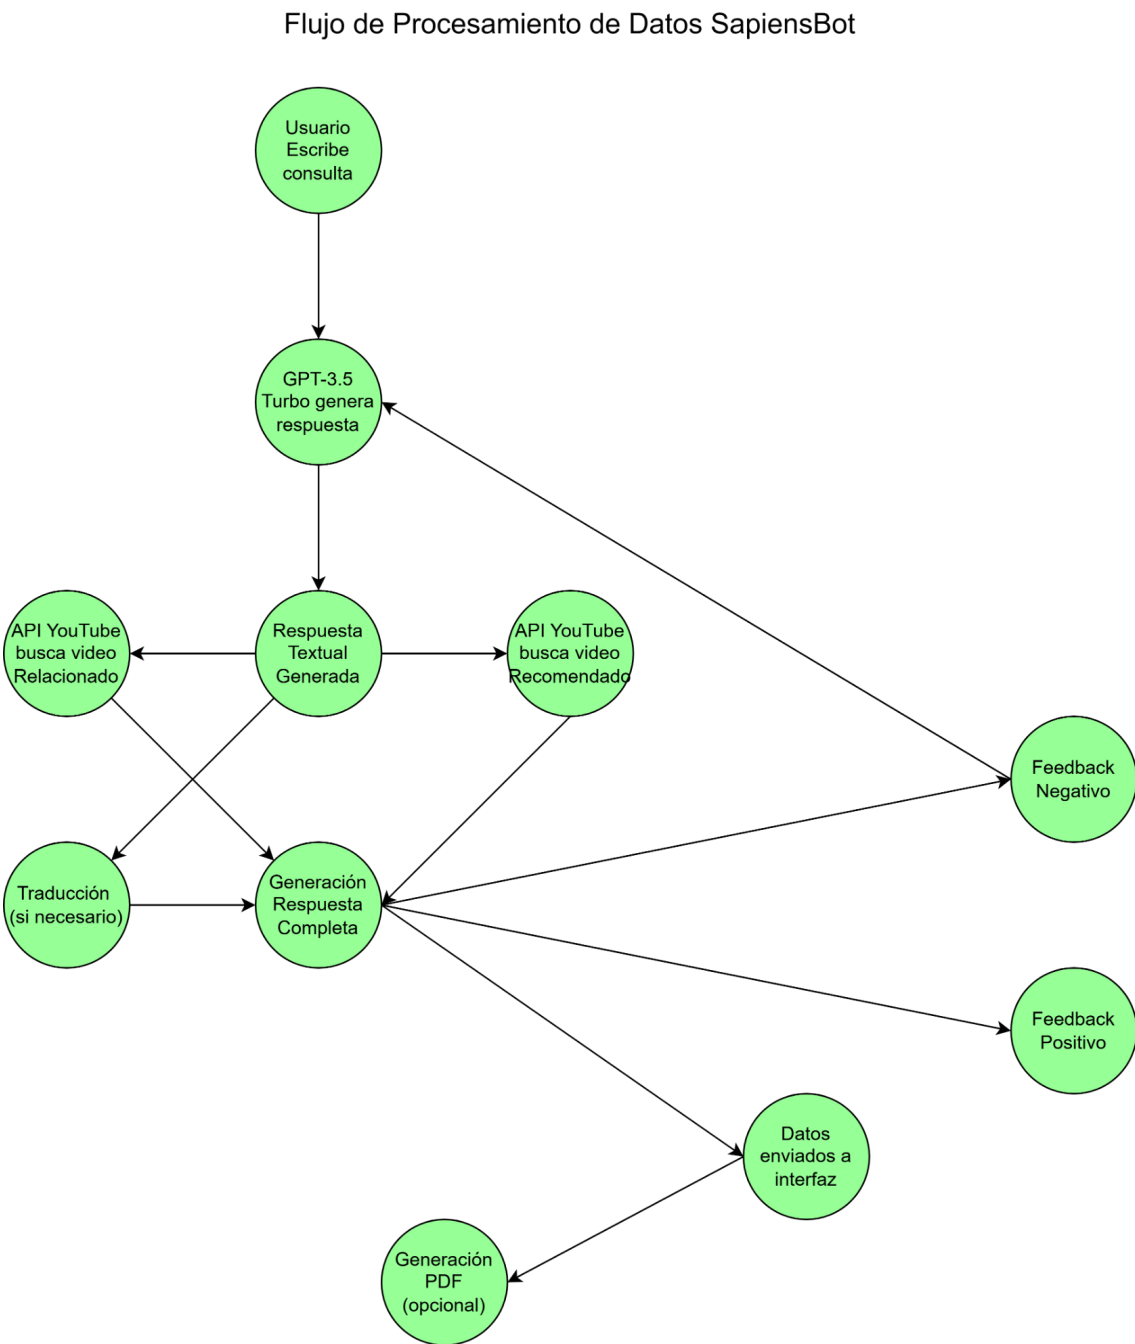 Flujo de Procesamiento de Datos SapiensBot
Usuario
Escribe
consulta
GPT-3.5
Turbo genera
respuesta
API YouTube
busca video
Relacionado
Respuesta
Textual
Generada
API YouTube
busca video
Recomendado
Feedback
Negativo
Traducción
(si necesario)
Generación
Respuesta
Completa
Feedback
Positivo
Datos
enviados a
interfaz
Generación
PDF
(opcional)